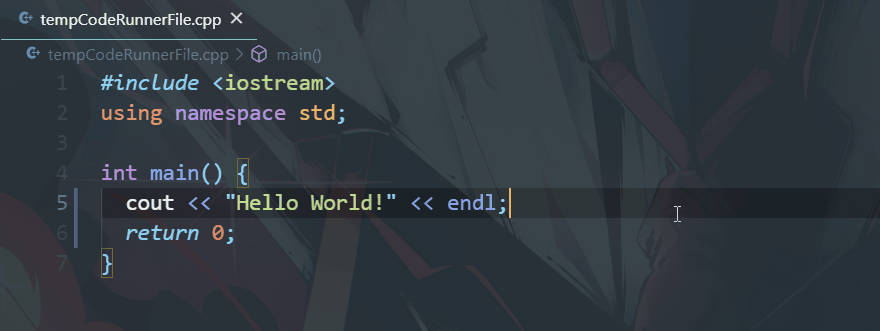 tempCodeRunnerFile.cpp ✕
tempCodeRunnerFile.cpp > main()
1 #include <iostream>
2 using namespace std;
3
4 int main() {
5   cout << "Hello World!" << endl;
6   return 0;
7 }